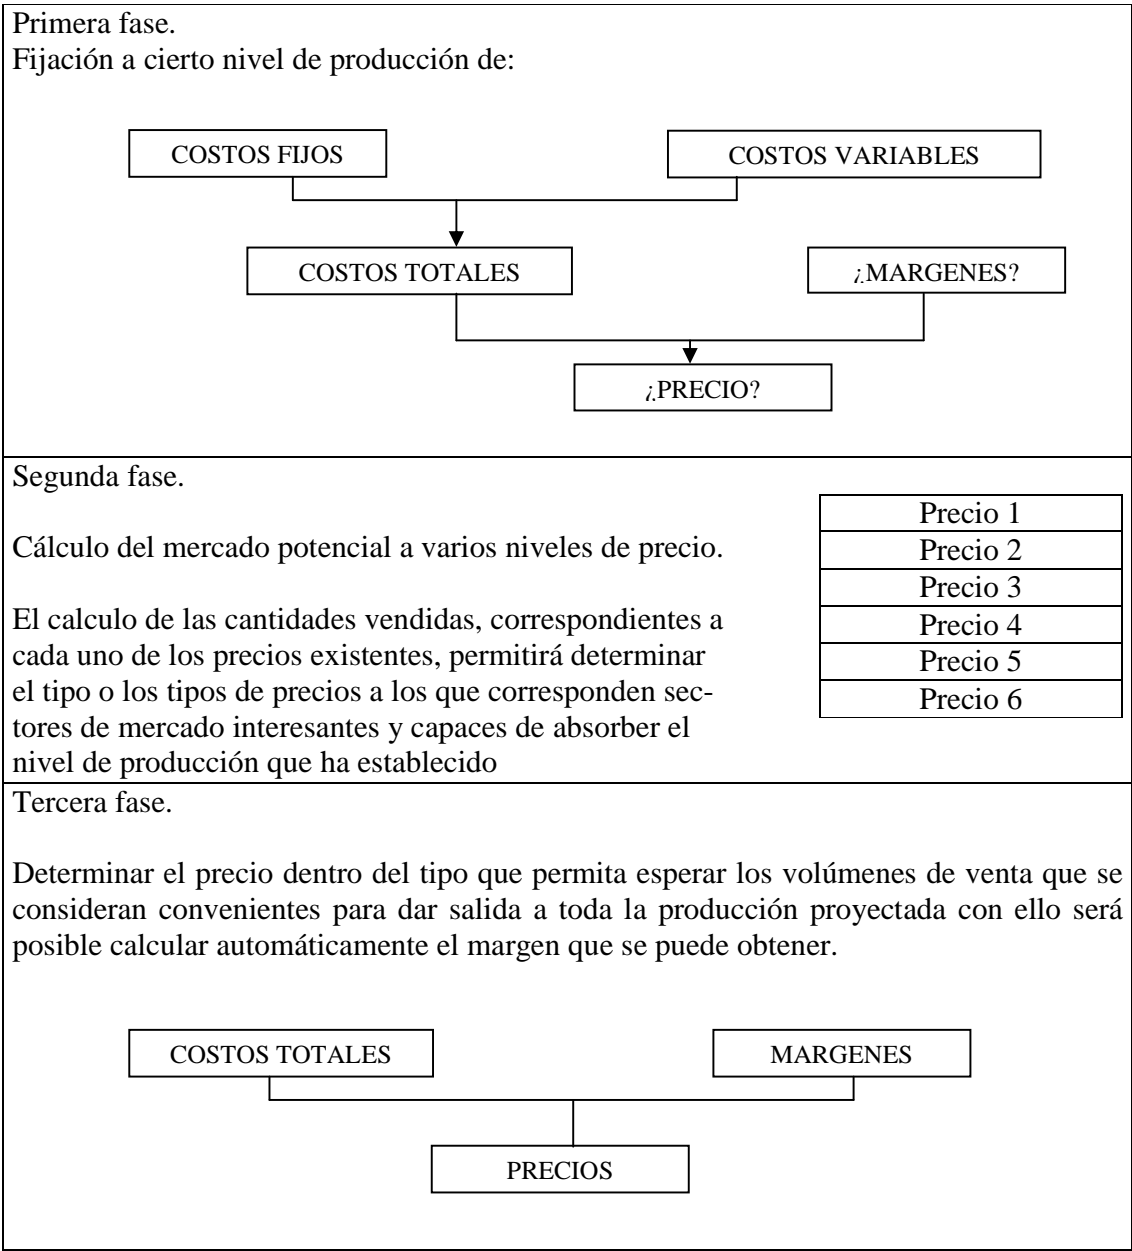 Primera fase.
Fijación a cierto nivel de producción de:
COSTOS FIJOS
COSTOS VARIABLES
COSTOS TOTALES
¿MARGENES?
¿PRECIO?
Segunda fase.
Cálculo del mercado potencial a varios niveles de precio.
El calculo de las cantidades vendidas, correspondientes a
cada uno de los precios existentes, permitirá determinar
el tipo o los tipos de precios a los que corresponden sec-
tores de mercado interesantes y capaces de absorber el
nivel de producción que ha establecido
Precio 1
Precio 2
Precio 3
Precio 4
Precio 5
Precio 6
Tercera fase.
Determinar el precio dentro del tipo que permita esperar los volúmenes de venta que se
consideran convenientes para dar salida a toda la producción proyectada con ello será
posible calcular automáticamente el margen que se puede obtener.
COSTOS TOTALES
MARGENES
PRECIOS